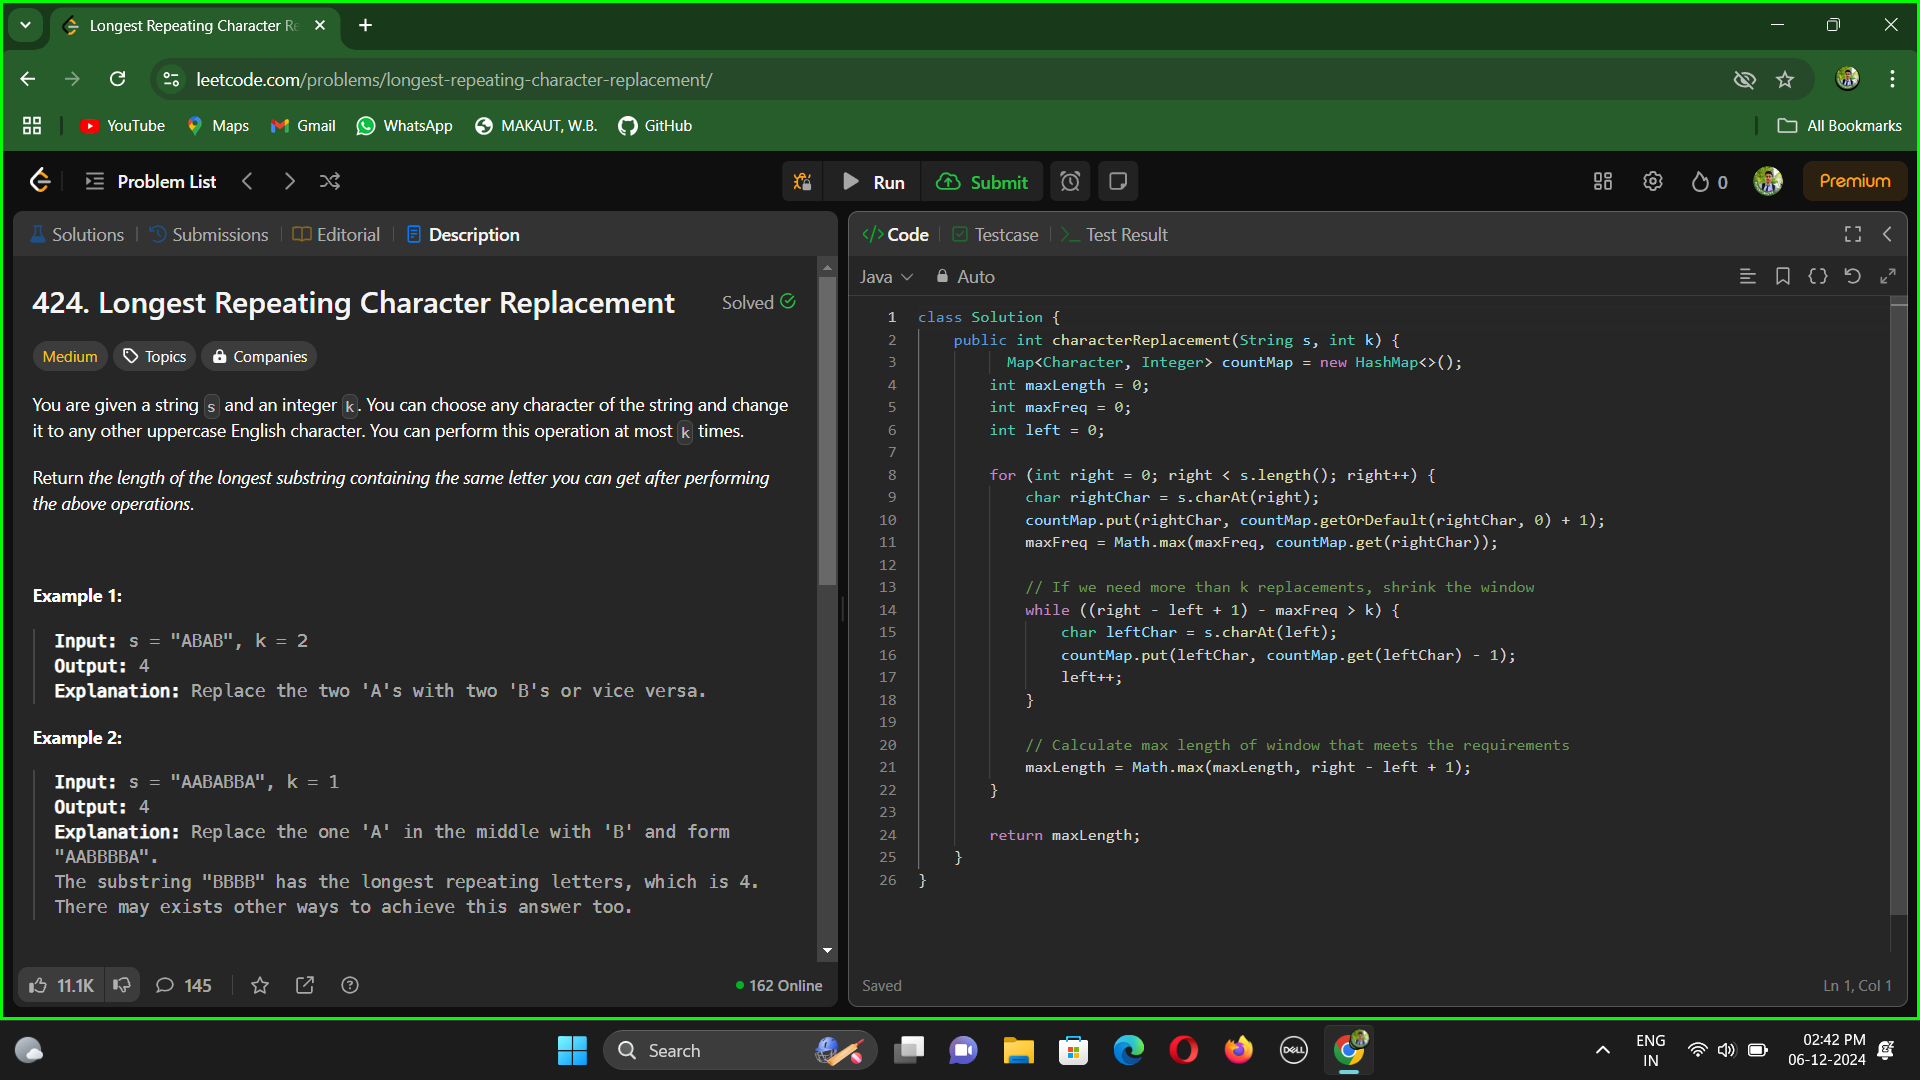 Longest Repeating Character Re
leetcode.com/problems/longest-repeating-character-replacement/
YouTube
Maps
Gmail
WhatsApp
MAKAUT, W.B.
GitHub
All Bookmarks
Problem List
Run
Submit
0
Premium
Solutions
Submissions
Editorial
Description
424. Longest Repeating Character Replacement
Solved
Medium
Topics
Companies
You are given a string s and an integer k. You can choose any character of the string and change
it to any other uppercase English character. You can perform this operation at most k times.
Return the length of the longest substring containing the same letter you can get after performing
the above operations.
Example 1:
Input: s = "ABAB", k = 2
Output: 4
Explanation: Replace the two 'A's with two 'B's or vice versa.
Example 2:
Input: s = "AABABBA", k = 1
Output: 4
Explanation: Replace the one 'A' in the middle with 'B' and form
"AABBBBA".
The substring "BBBB" has the longest repeating letters, which is 4.
There may exists other ways to achieve this answer too.
11.1K
145
162 Online
</> Code
Testcase
>_ Test Result
Java
Auto
1 class Solution {
2 public int characterReplacement(String s, int k) {
3 Map<Character, Integer> countMap = new HashMap<>();
4 int maxLength = 0;
5 int maxFreq = 0;
6 int left = 0;
7
8 for (int right = 0; right < s.length(); right++) {
9 char rightChar = s.charAt(right);
10 countMap.put(rightChar, countMap.getOrDefault(rightChar, 0) + 1);
11 maxFreq = Math.max(maxFreq, countMap.get(rightChar));
12
13 // If we need more than k replacements, shrink the window
14 while ((right - left + 1) - maxFreq > k) {
15 char leftChar = s.charAt(left);
16 countMap.put(leftChar, countMap.get(leftChar) - 1);
17 left++;
18 }
19
20 // Calculate max length of window that meets the requirements
21 maxLength = Math.max(maxLength, right - left + 1);
22 }
23
24 return maxLength;
25 }
26 }
Saved
Ln 1, Col 1
Search
DELL
ENG
IN
02:42 PM
06-12-2024